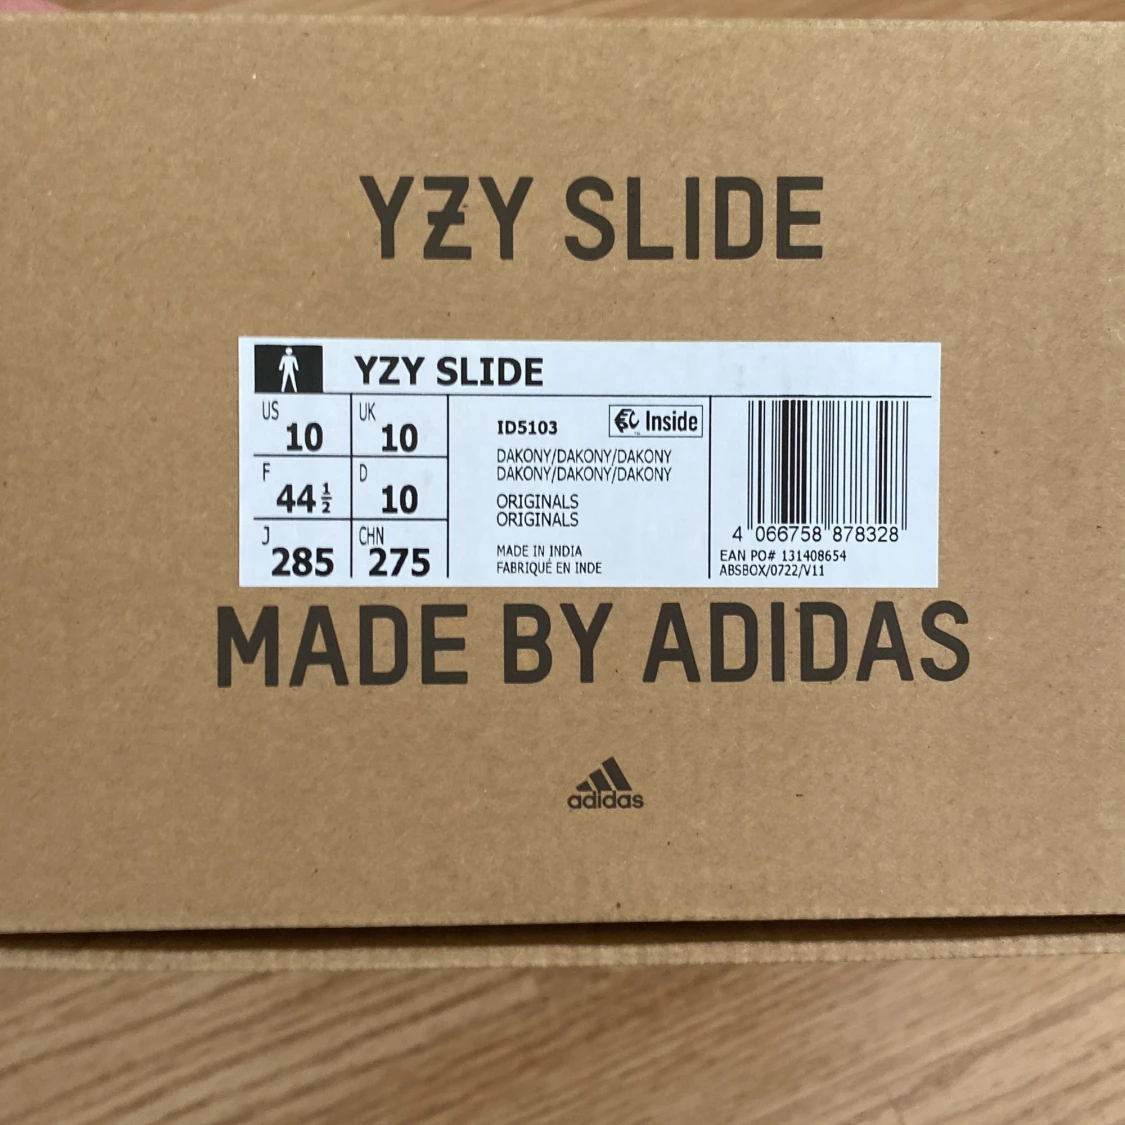 YZY SLIDE
YZY SLIDE
US
10
UK
10
F
44 1/2
D
10
J
285
CHN
275
ID5103
Inside
DAKONY/DAKONY/DAKONY
DAKONY/DAKONY/DAKONY
ORIGINALS
ORIGINALS
MADE IN INDIA
FABRIQUÉ EN INDE
4 066758 878328
EAN PO# 131408654
ABSBOX/0722/V11
MADE BY ADIDAS
adidas